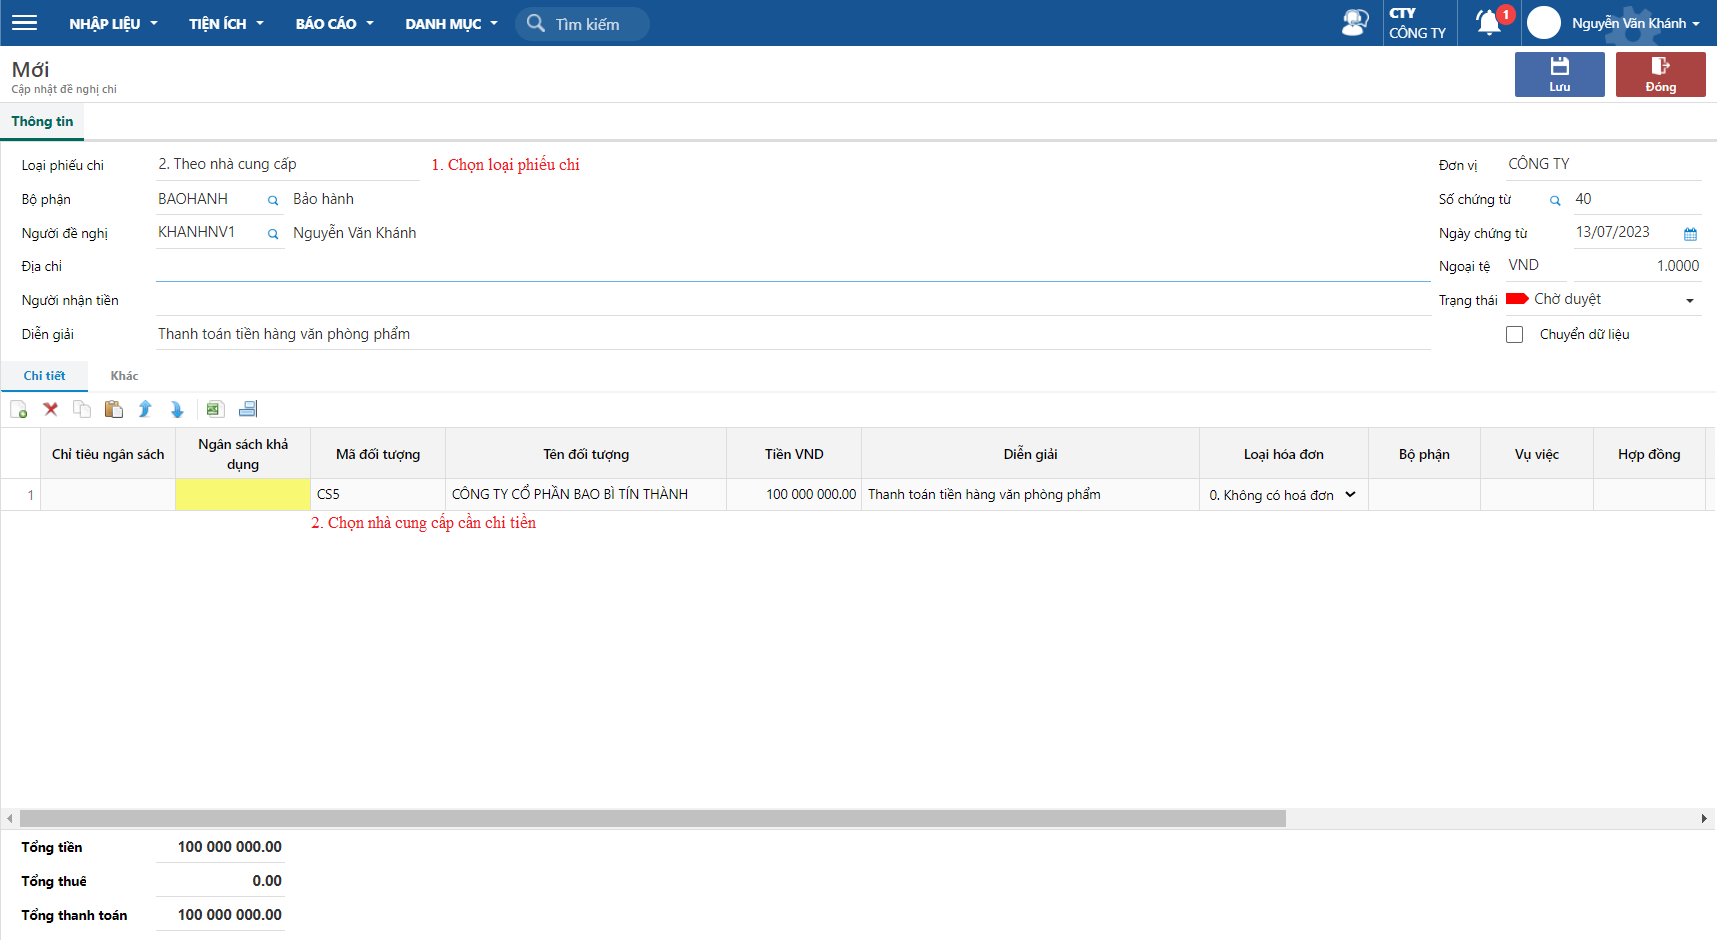 NHẬP LIỆU TIỆN ÍCH BÁO CÁO DANH MỤC Tìm kiếm CTY CÔNG TY 1 Nguyễn Văn Khánh
Mới
Cập nhật đề nghị chi
Lưu Đóng
Thông tin
Loại phiếu chi 2. Theo nhà cung cấp 1. Chọn loại phiếu chi Đơn vị CÔNG TY
Bộ phận BAOHANH Bảo hành Số chứng từ 40
Người đề nghị KHANHNV1 Nguyễn Văn Khánh Ngày chứng từ 13/07/2023
Địa chỉ Ngoại tệ VND 1.0000
Người nhận tiền Trạng thái Chờ duyệt
Diễn giải Thanh toán tiền hàng văn phòng phẩm Chuyển dữ liệu
Chi tiết Khác
Chỉ tiêu ngân sách Ngân sách khả dụng Mã đối tượng Tên đối tượng Tiền VND Diễn giải Loại hóa đơn Bộ phận Vụ việc Hợp đồng
1 CS5 CÔNG TY CỔ PHẦN BAO BÌ TÍN THÀNH 100 000 000.00 Thanh toán tiền hàng văn phòng phẩm 0. Không có hoá đơn
2. Chọn nhà cung cấp cần chi tiền
Tổng tiền 100 000 000.00
Tổng thuế 0.00
Tổng thanh toán 100 000 000.00